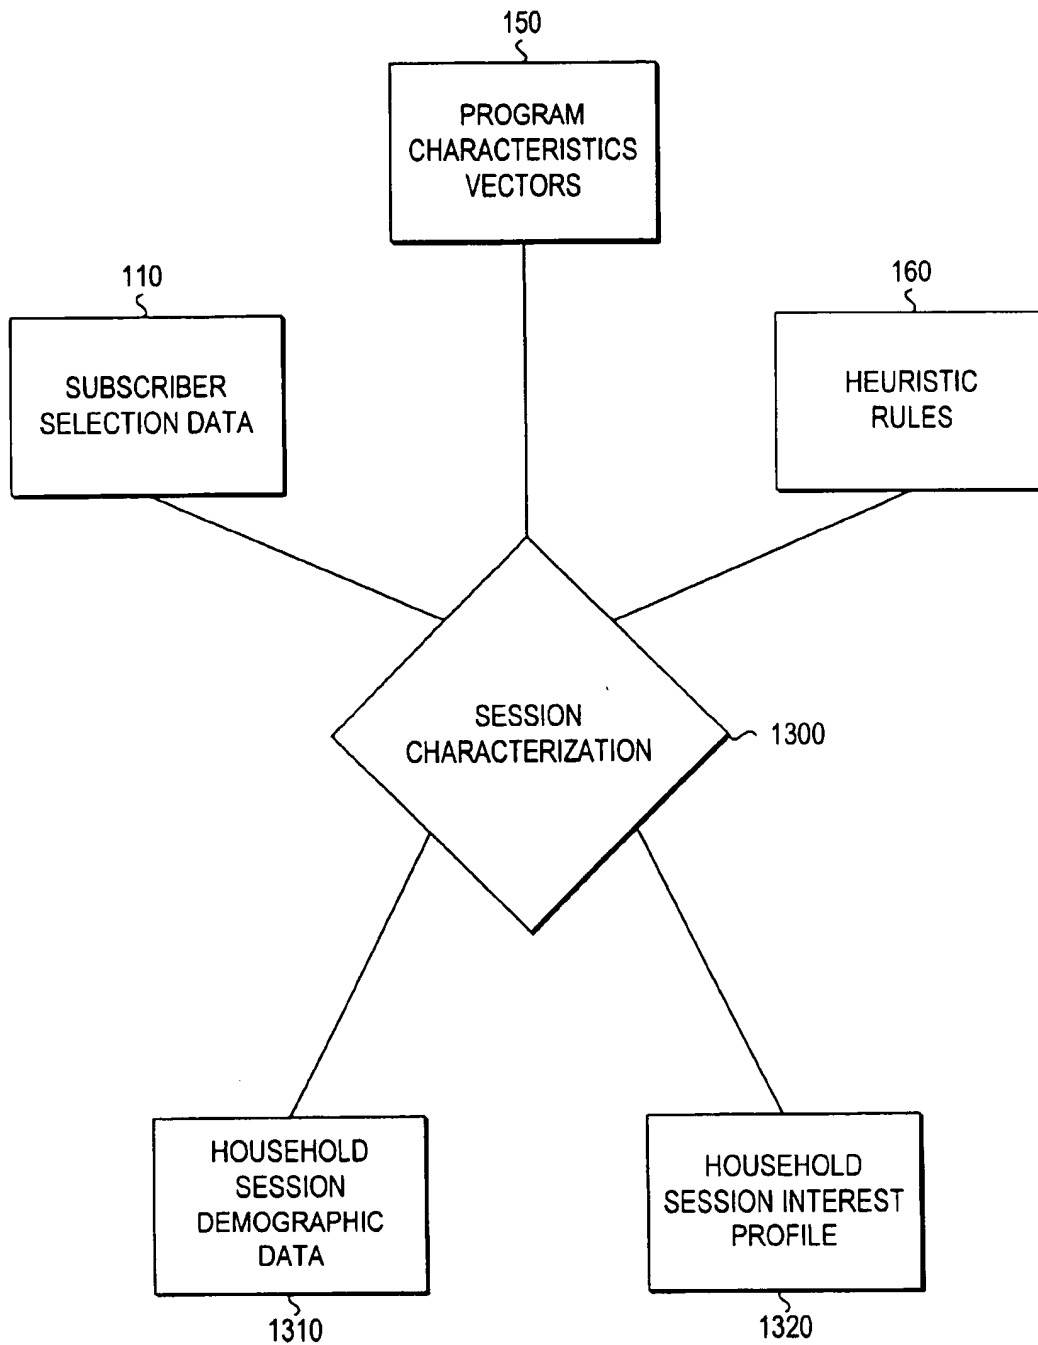 150
PROGRAM
CHARACTERISTICS
VECTORS
110
SUBSCRIBER
SELECTION DATA
160
HEURISTIC
RULES
SESSION
CHARACTERIZATION
1300
HOUSEHOLD
SESSION
DEMOGRAPHIC
DATA
1310
HOUSEHOLD
SESSION INTEREST
PROFILE
1320